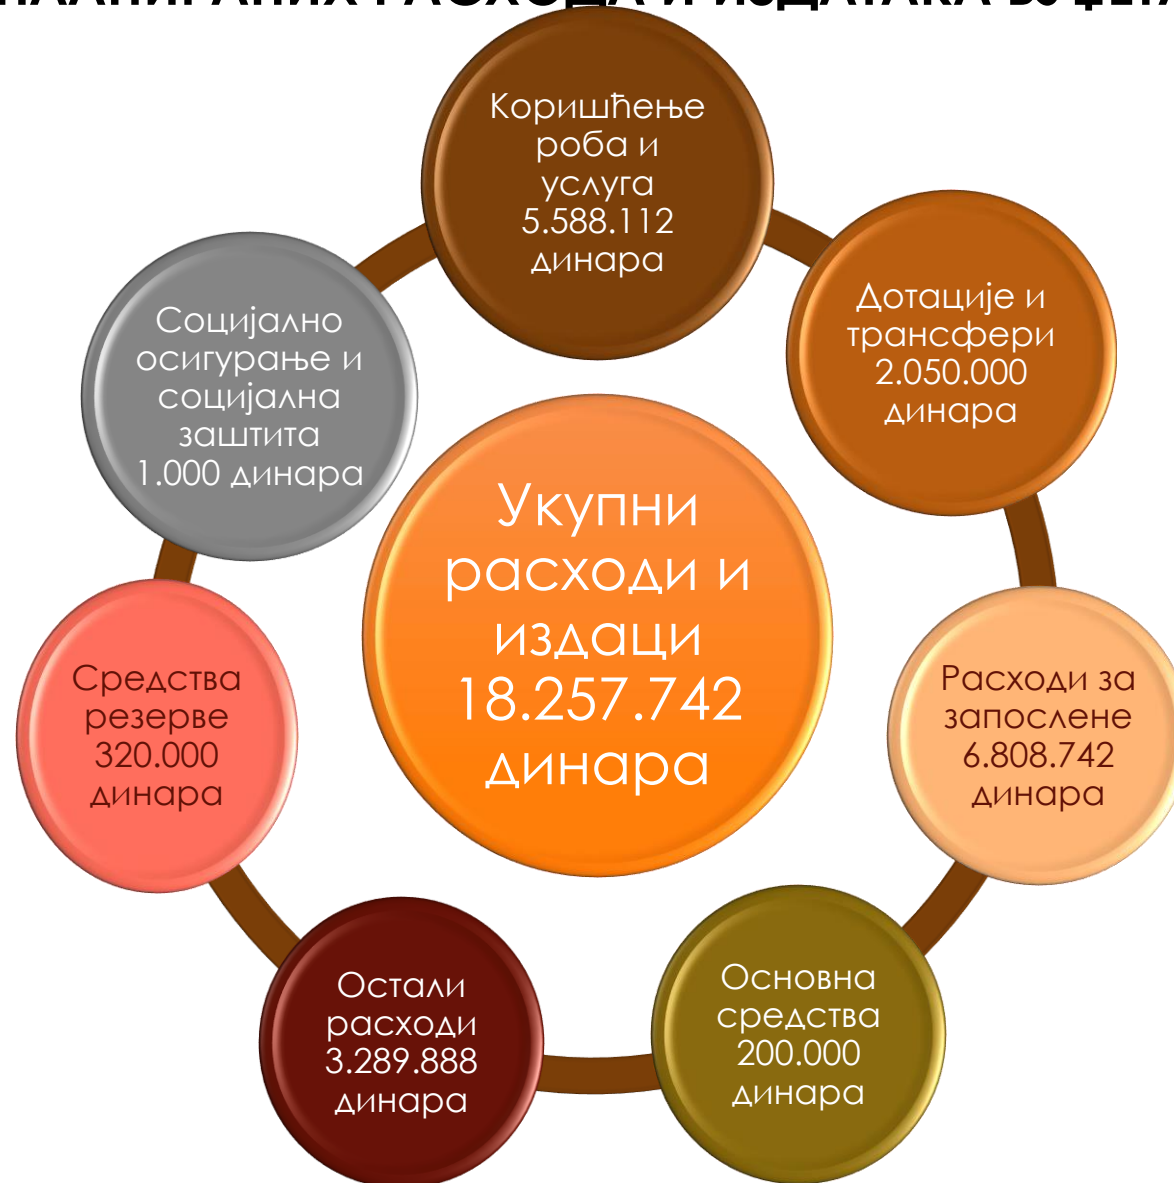 Коришћење
роба и
услуга
5.588.112
динара
Дотације и
трансфери
2.050.000
динара
Социјално
осигурање и
социјална
заштита
1.000 динара
Укупни
расходи и
издаци
18.257.742
динара
Средства
резерве
320.000
динара
Расходи за
запослене
6.808.742
динара
Остали
расходи
3.289.888
динара
Основна
средства
200.000
динара